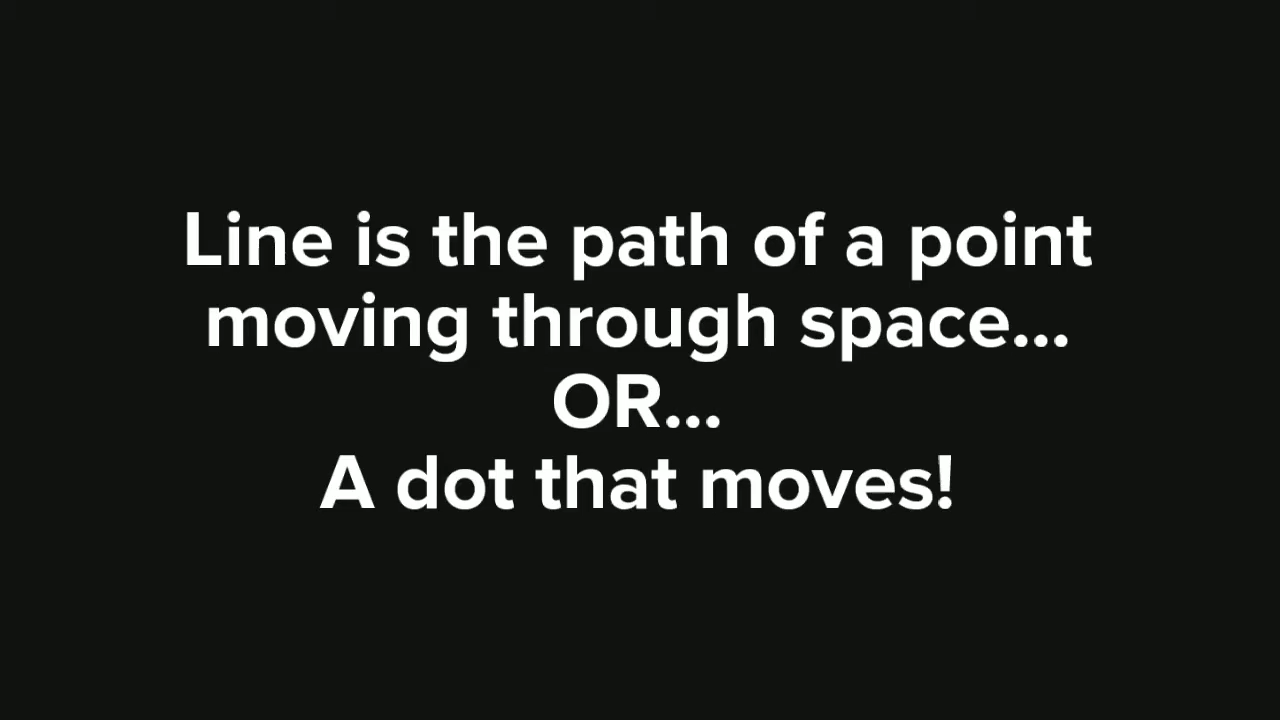 Line is the path of a point
moving through space...
OR...
A dot that moves!